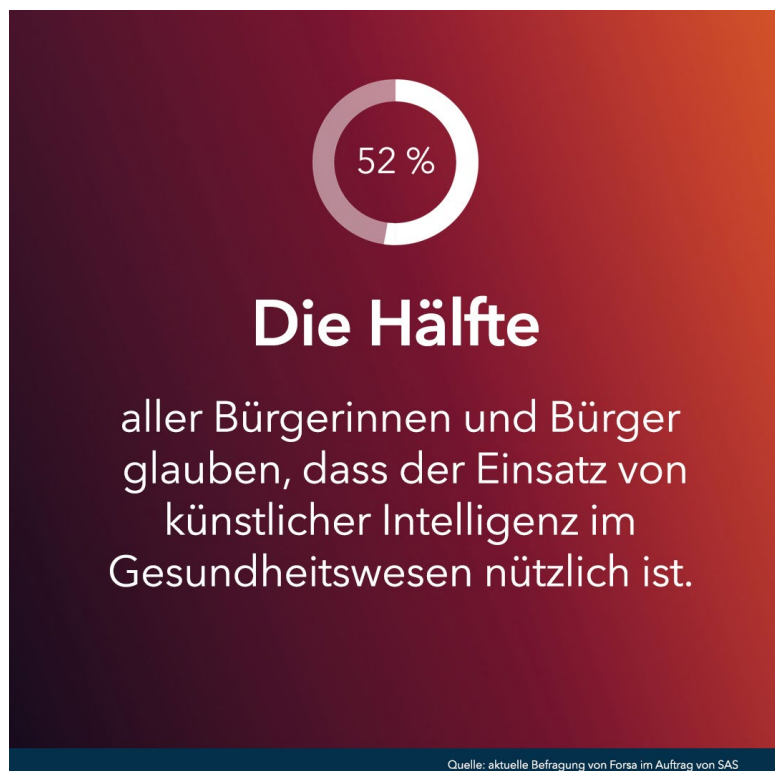 52 %
Die Hälfte
aller Bürgerinnen und Bürger
glauben, dass der Einsatz von
künstlicher Intelligenz im
Gesundheitswesen nützlich ist.
Quelle: aktuelle Befragung von Forsa im Auftrag von SAS